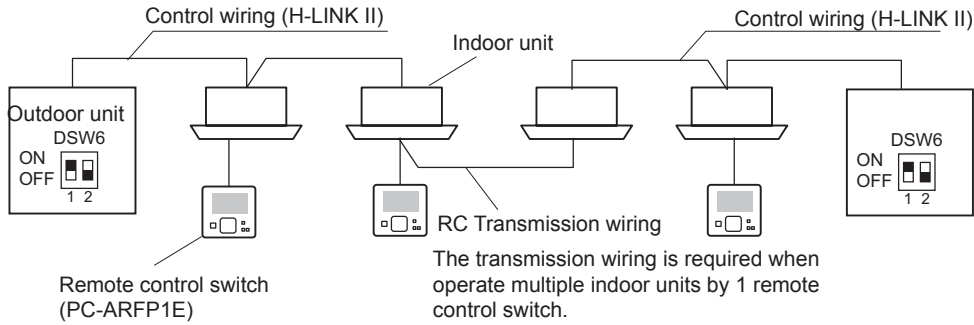 Control wiring (H-LINK II)
Control wiring (H-LINK II)
Indoor unit
Outdoor unit
DSW6
ON
OFF
1 2
DSW6
ON
OFF
1 2
RC Transmission wiring
Remote control switch
(PC-ARFP1E)
The transmission wiring is required when
operate multiple indoor units by 1 remote
control switch.